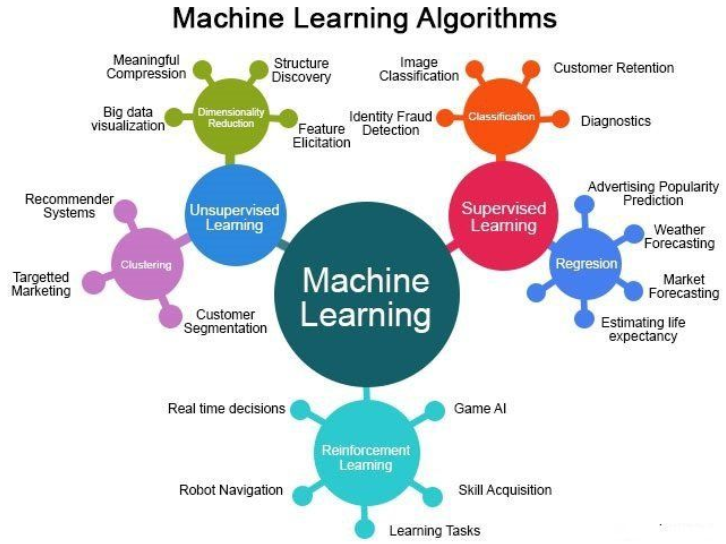 Machine Learning Algorithms
Meaningful
Compression
Structure
Discovery
Big data
visualization
Dimensionality
Reduction
Feature
Elicitation
Image
Classification
Customer Retention
Identity Fraud
Detection
Classification
Diagnostics
Recommender
Systems
Unsupervised
Learning
Clustering
Targetted
Marketing
Customer
Segmentation
Machine
Learning
Supervised
Learning
Advertising Popularity
Prediction
Weather
Forecasting
Regresion
Market
Forecasting
Estimating life
expectancy
Real time decisions
Game AI
Reinforcement
Learning
Robot Navigation
Skill Acquisition
Learning Tasks